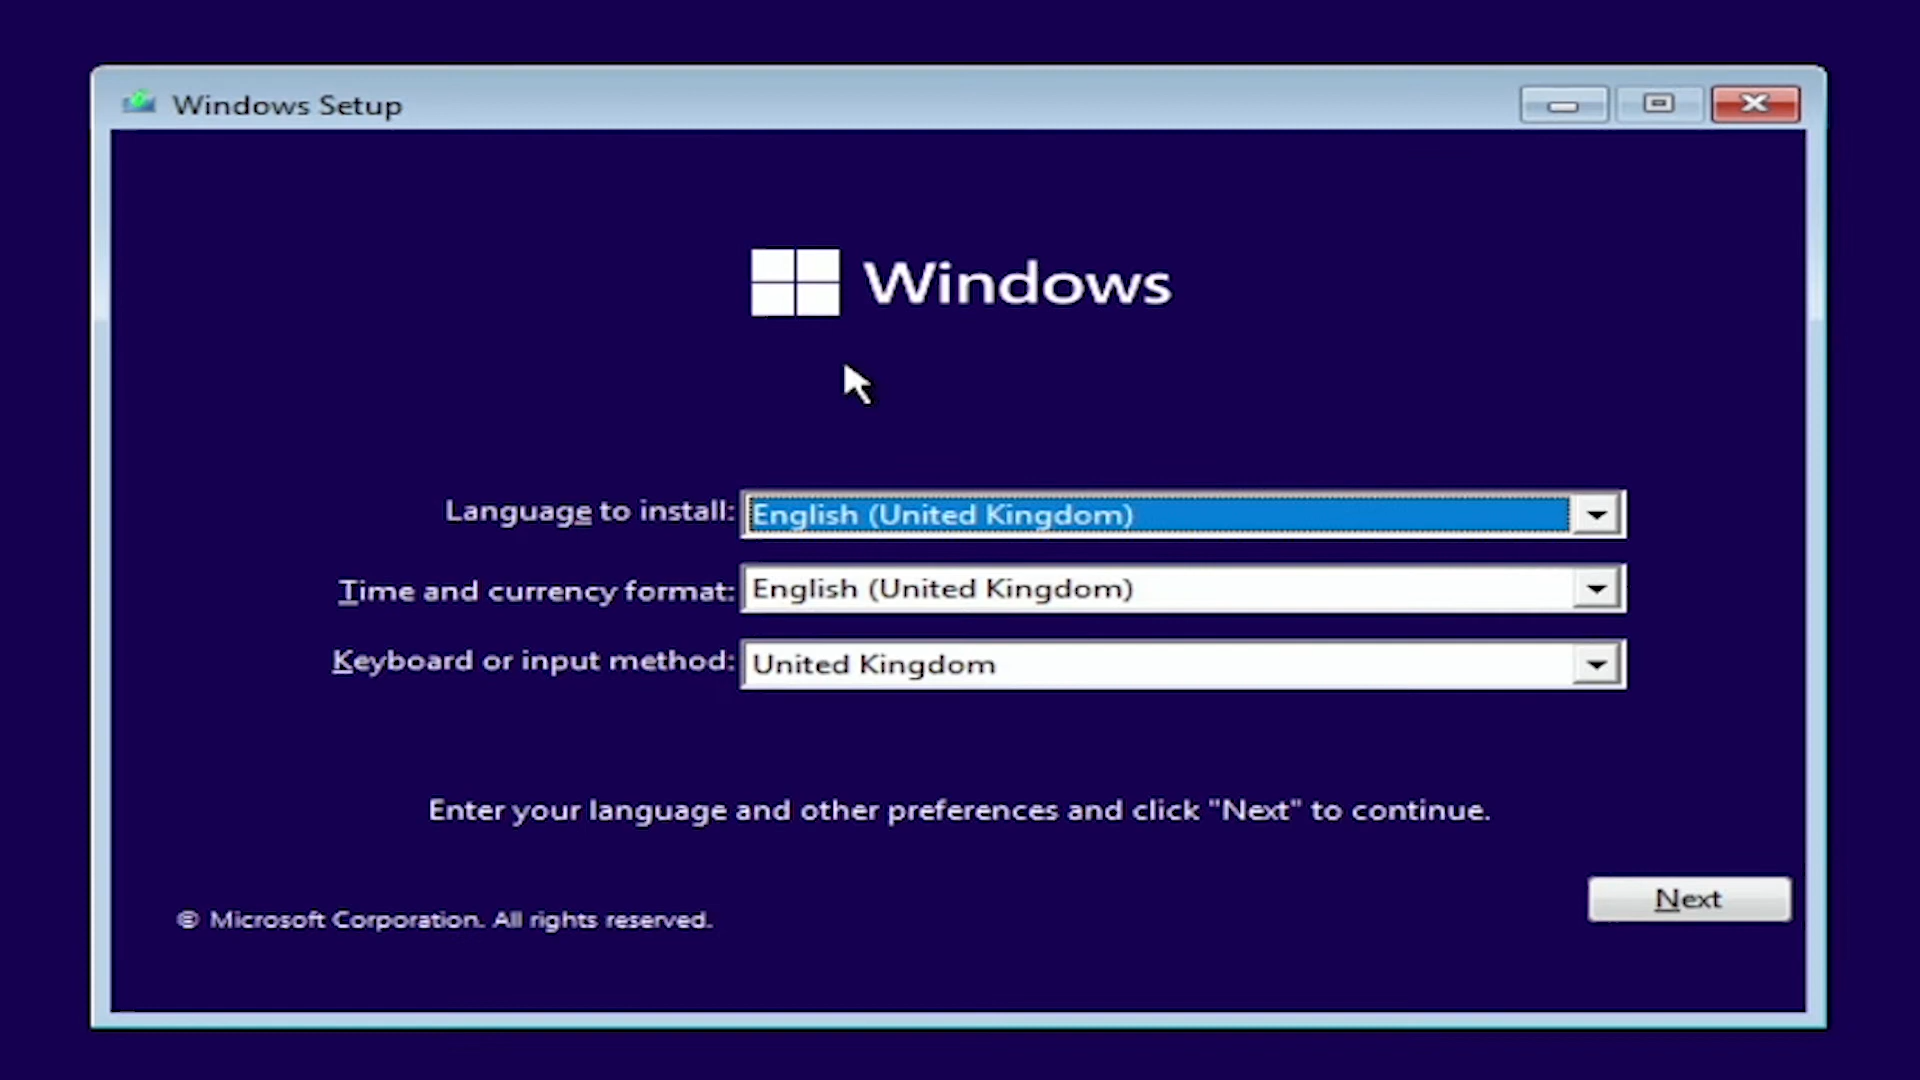 Windows Setup
Windows
Language to install: English (United Kingdom)
Time and currency format: English (United Kingdom)
Keyboard or input method: United Kingdom
Enter your language and other preferences and click "Next" to continue.
Next
© Microsoft Corporation. All rights reserved.